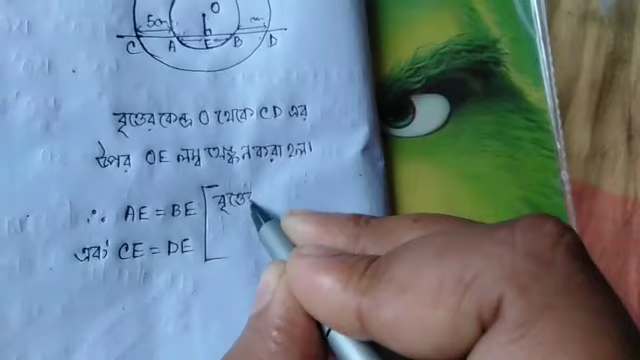 O
5cm
C A E B D
বৃত্তের কেন্দ্র O থেকে CD এর
উপর OE লম্ব অঙ্কন করা হল।
∴ AE = BE [বৃত্তের
এবং CE = DE